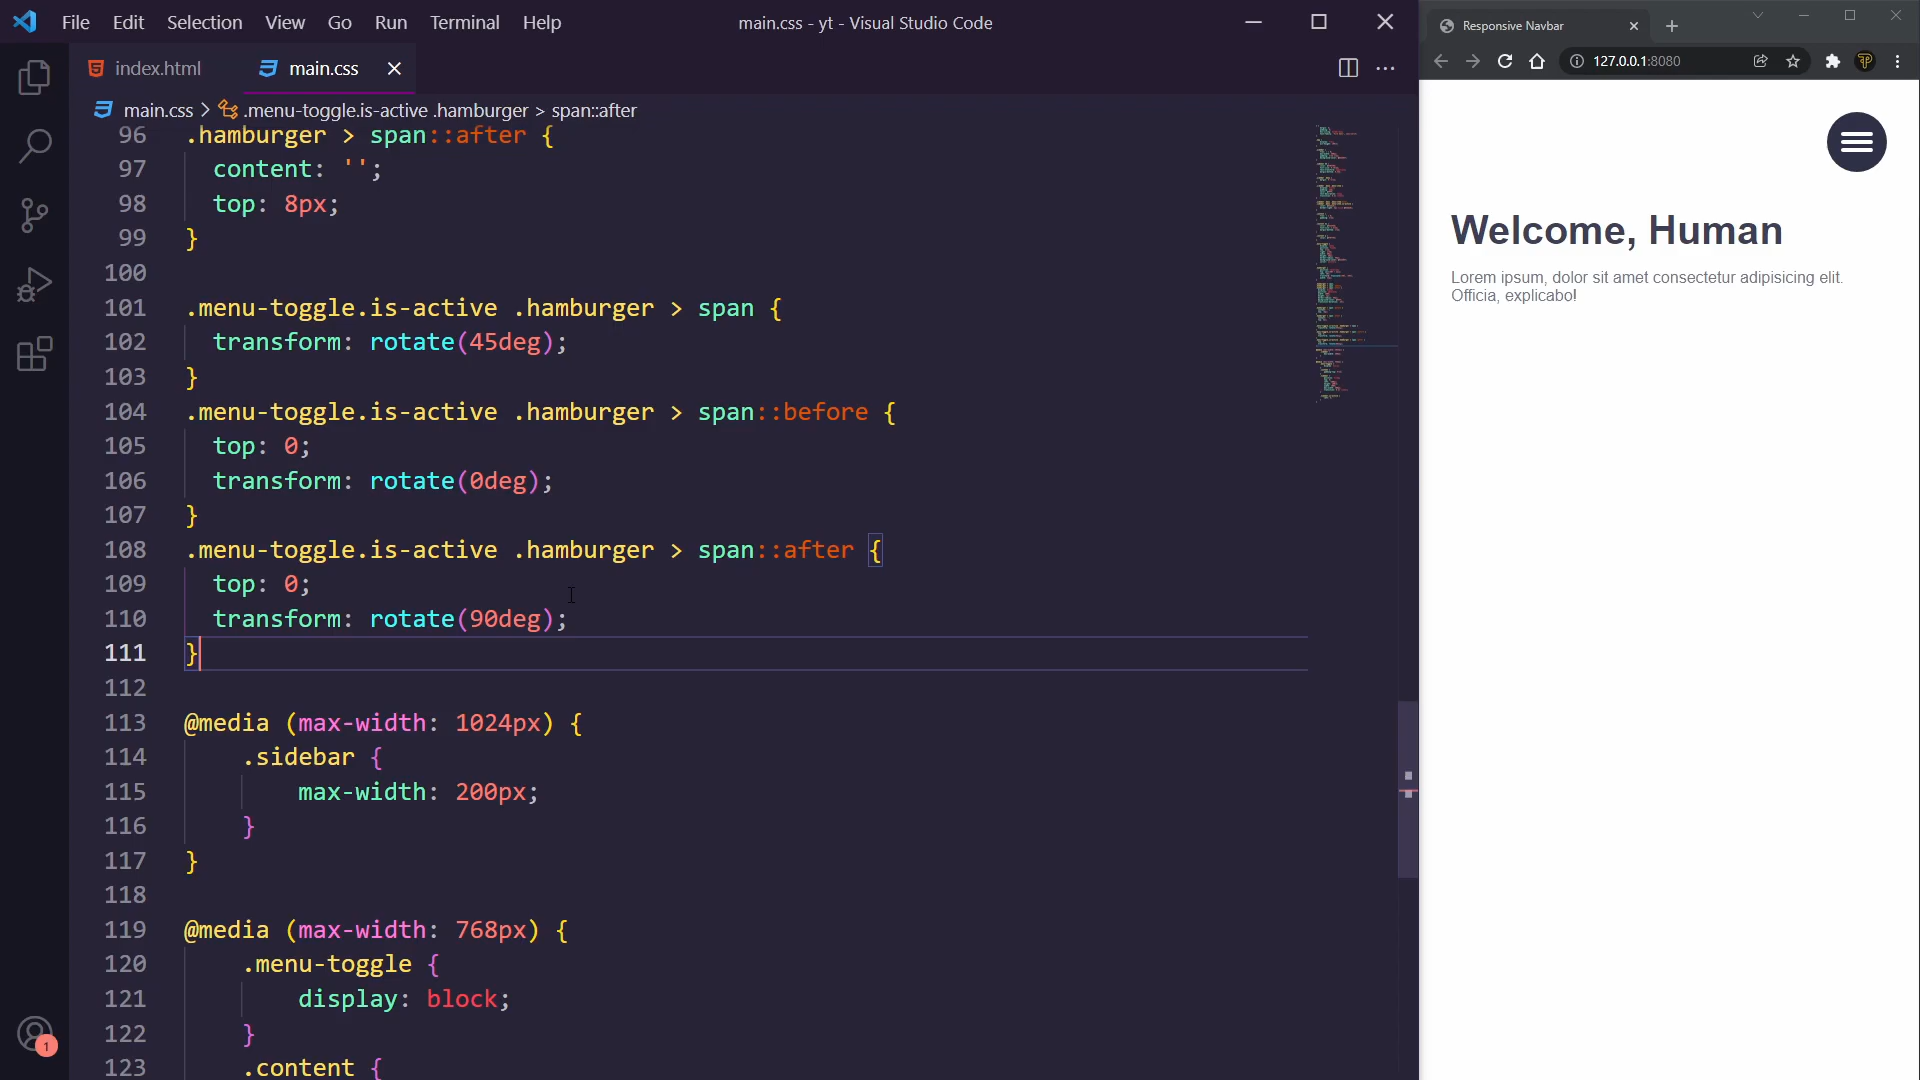 File Edit Selection View Go Run Terminal Help
main.css - yt - Visual Studio Code
index.html
main.css
main.css > .menu-toggle.is-active .hamburger > span::after
96 .hamburger > span::after {
97 content: '';
98 top: 8px;
99 }
100
101 .menu-toggle.is-active .hamburger > span {
102 transform: rotate(45deg);
103 }
104 .menu-toggle.is-active .hamburger > span::before {
105 top: 0;
106 transform: rotate(0deg);
107 }
108 .menu-toggle.is-active .hamburger > span::after {
109 top: 0;
110 transform: rotate(90deg);
111 }
112
113 @media (max-width: 1024px) {
114 .sidebar {
115 max-width: 200px;
116 }
117 }
118
119 @media (max-width: 768px) {
120 .menu-toggle {
121 display: block;
122 }
123 .content {
1
Responsive Navbar
127.0.0.1:8080
Welcome, Human
Lorem ipsum, dolor sit amet consectetur adipisicing elit.
Officia, explicabo!